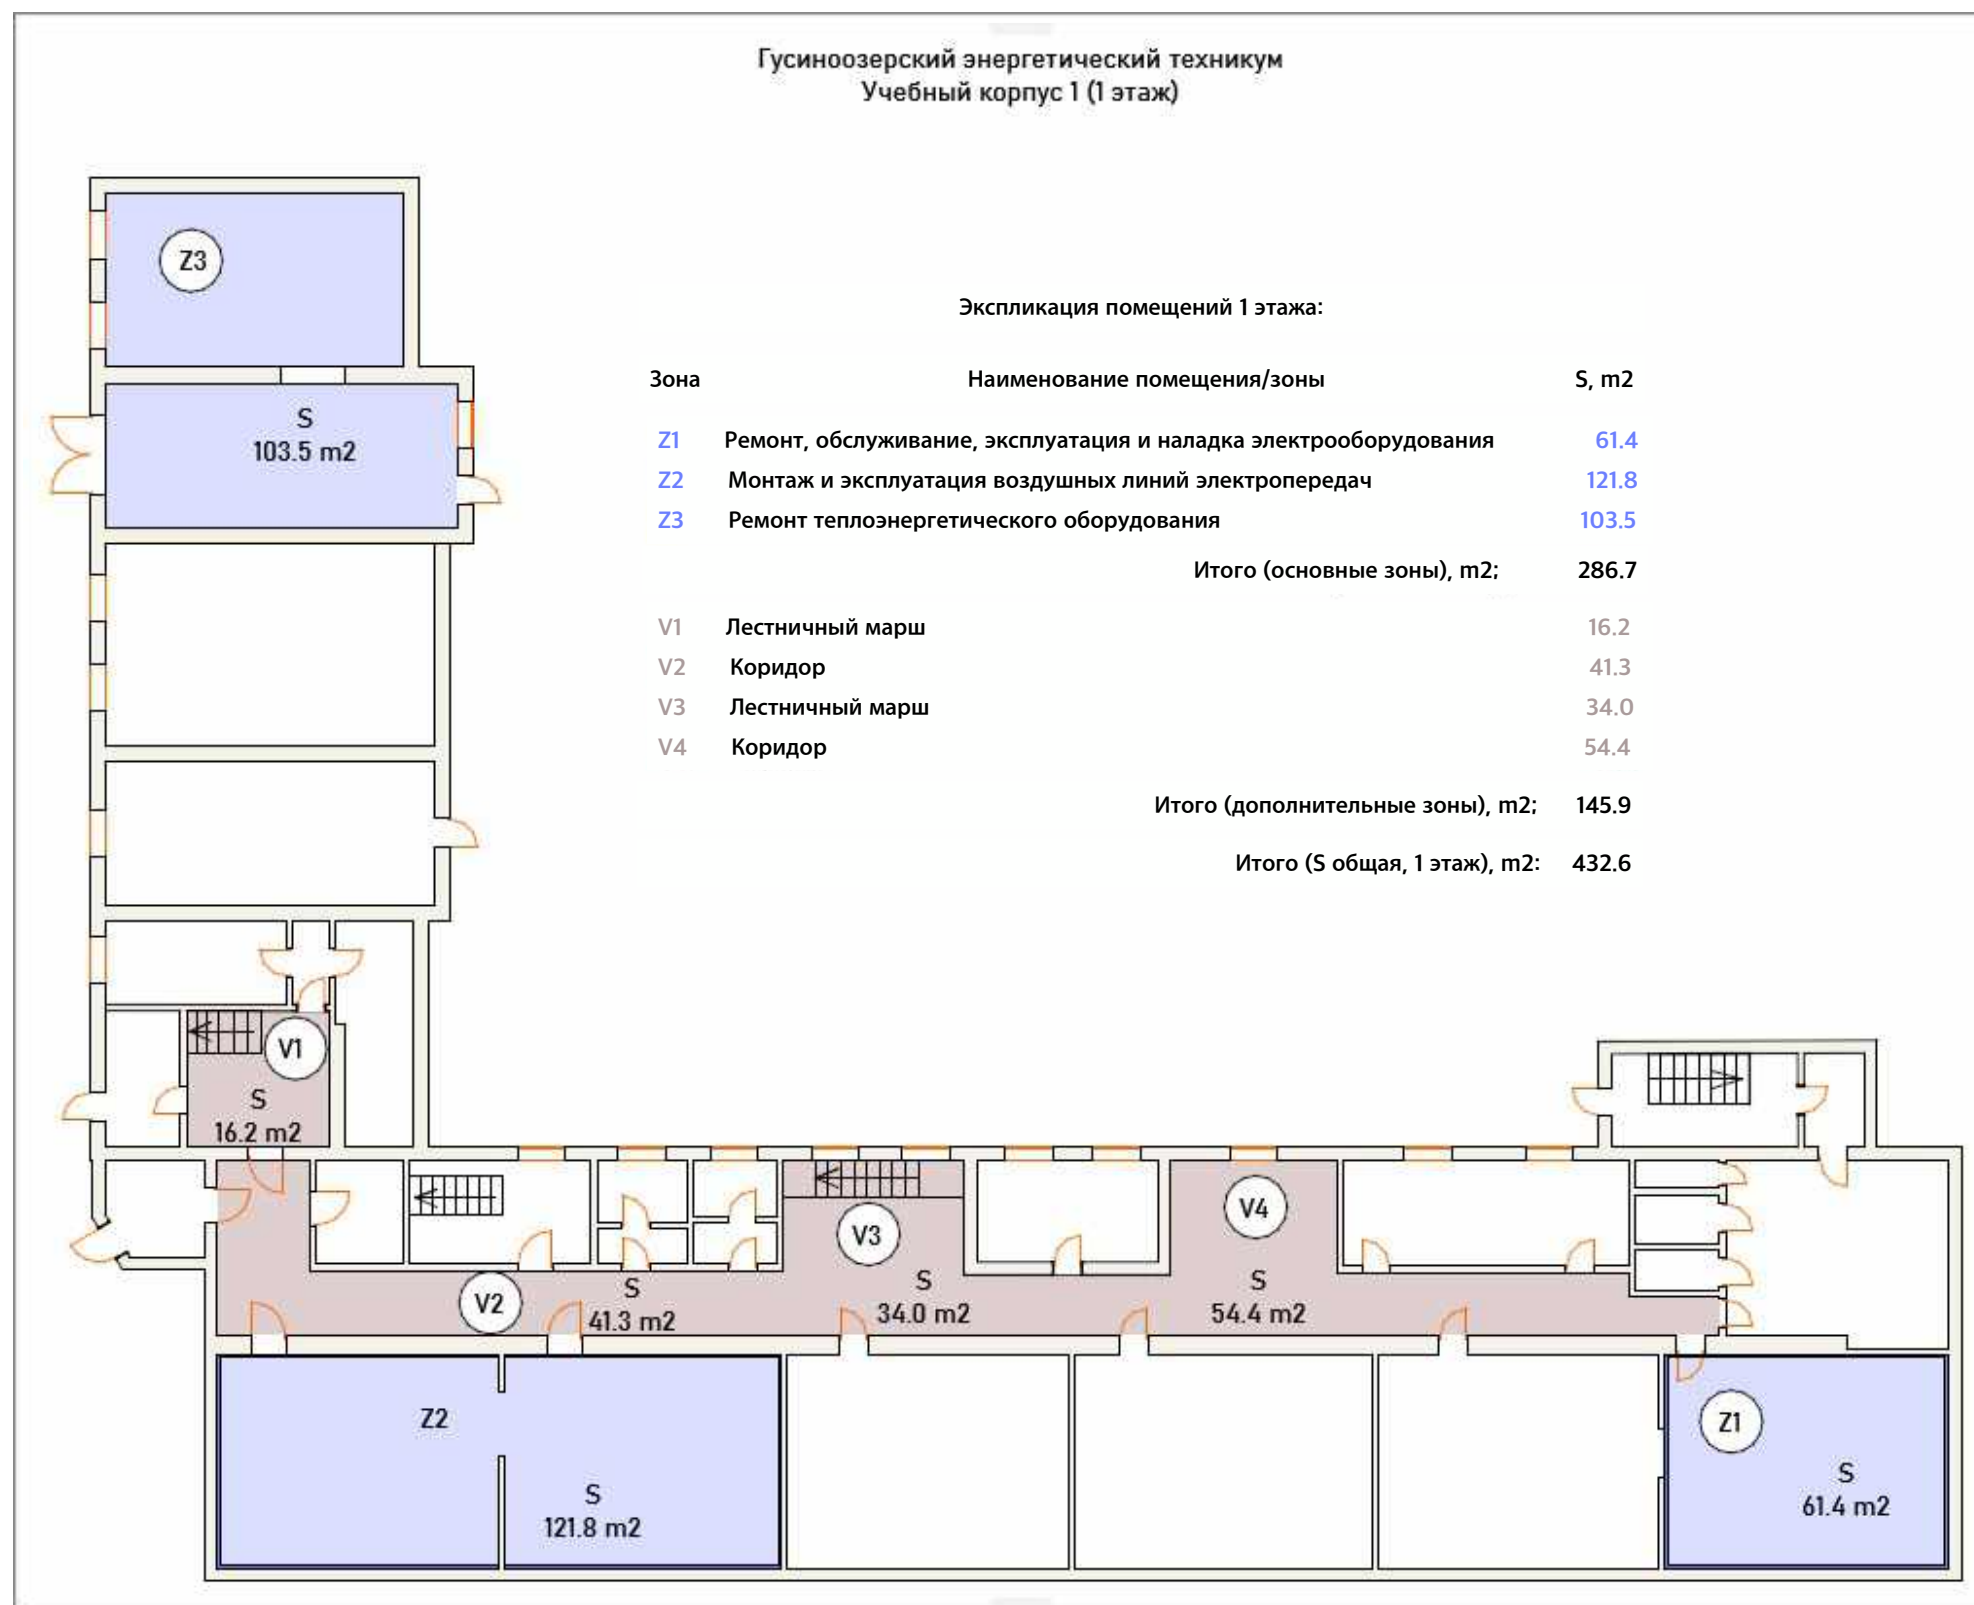 Гусиноозерский энергетический техникум
Учебный корпус 1 (1 этаж)
Z3
S
103.5 m2
Экспликация помещений 1 этажа:
Зона Наименование помещения/зоны S, m2
Z1 Ремонт, обслуживание, эксплуатация и наладка электрооборудования 61.4
Z2 Монтаж и эксплуатация воздушных линий электропередач 121.8
Z3 Ремонт теплоэнергетического оборудования 103.5
Итого (основные зоны), m2; 286.7
V1 Лестничный марш 16.2
V2 Коридор 41.3
V3 Лестничный марш 34.0
V4 Коридор 54.4
Итого (дополнительные зоны), m2; 145.9
Итого (S общая, 1 этаж), m2: 432.6
V1
S
16.2 m2
V2
S
41.3 m2
V3
S
34.0 m2
V4
S
54.4 m2
Z2
S
121.8 m2
Z1
S
61.4 m2